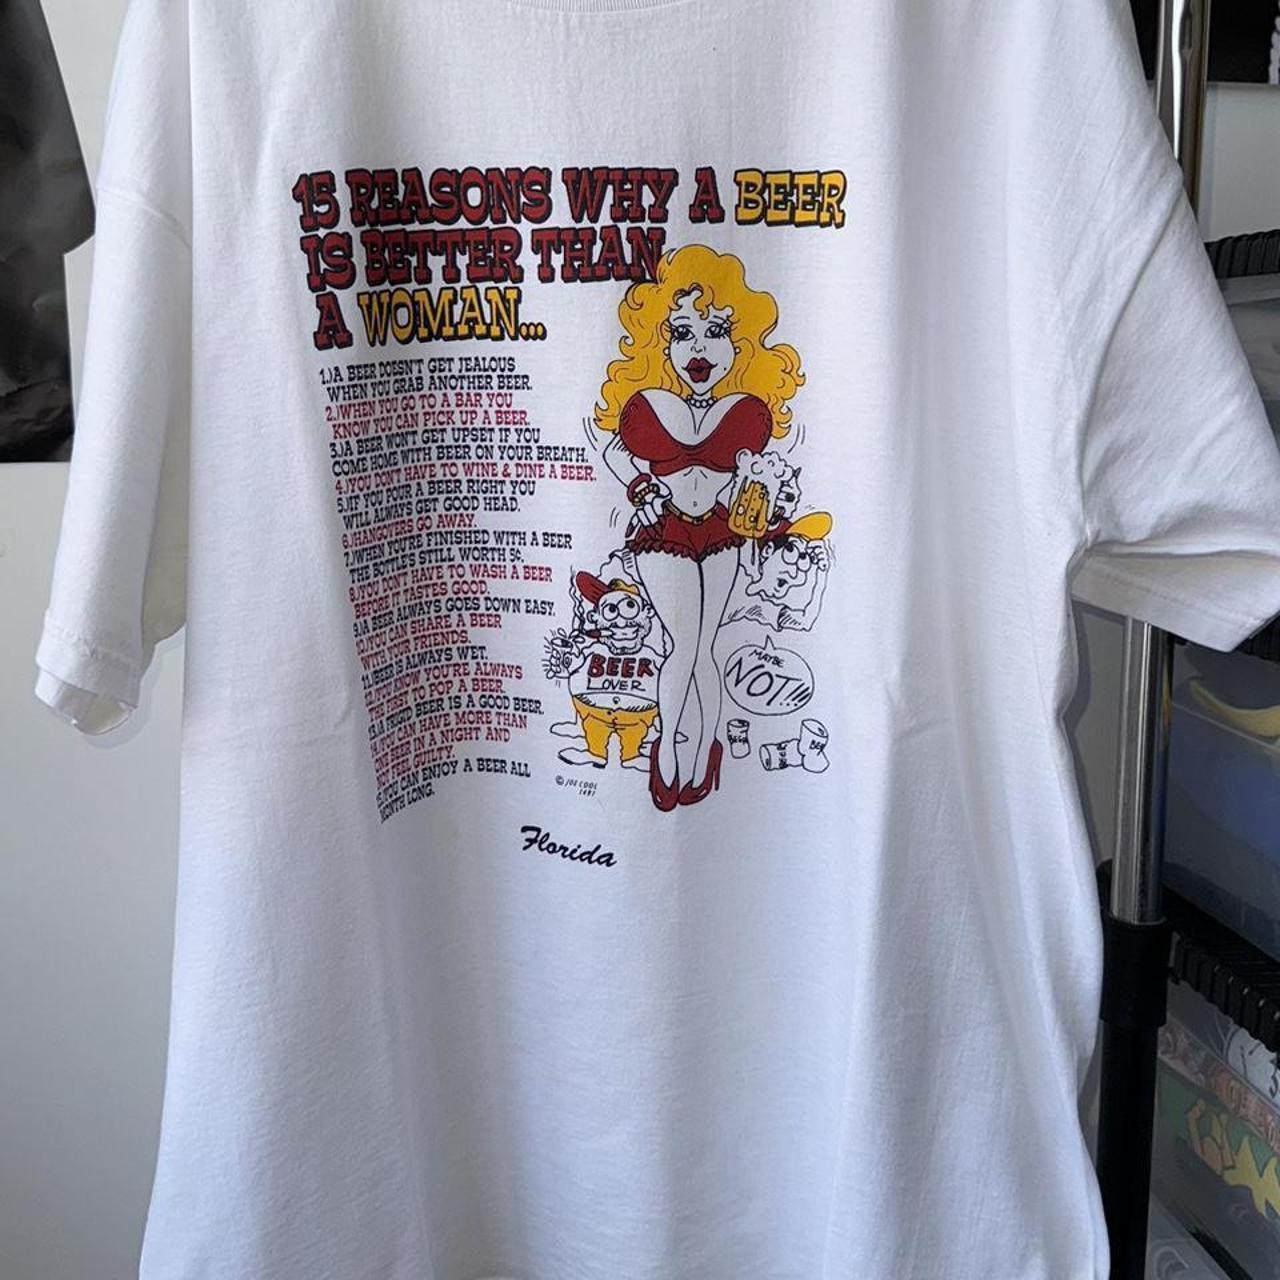 15 REASONS WHY A BEER
IS BETTER THAN
A WOMAN...
1.)A BEER DOESN'T GET JEALOUS
WHEN YOU GRAB ANOTHER BEER.
2.)WHEN YOU GO TO A BAR YOU
KNOW YOU CAN PICK UP A BEER.
3.)A BEER WON'T GET UPSET IF YOU
COME HOME WITH BEER ON YOUR BREATH.
4.)YOU DON'T HAVE TO WINE & DINE A BEER.
5.)IF YOU POUR A BEER RIGHT YOU
WILL ALWAYS GET GOOD HEAD.
6.)HANGOVERS GO AWAY.
7.)WHEN YOU'RE FINISHED WITH A BEER
THE BOTTLE'S STILL WORTH 5¢.
8.)YOU DON'T HAVE TO WASH A BEER
BEFORE IT TASTES GOOD.
9.)A BEER ALWAYS GOES DOWN EASY.
10.)YOU CAN SHARE A BEER
WITH YOUR FRIENDS.
11.)BEER IS ALWAYS WET.
12.)YOU KNOW YOU'RE ALWAYS
THE FIRST TO POP A BEER.
13.)A FRIGID BEER IS A GOOD BEER.
14.)YOU CAN HAVE MORE THAN
ONE BEER IN A NIGHT AND
NOT FEEL GUILTY.
15.)YOU CAN ENJOY A BEER ALL
MONTH LONG.
BEER
LOVER
MAYBE
NOT!!!
BEER
BEER
BEER
© JOE COOL
1991
Florida